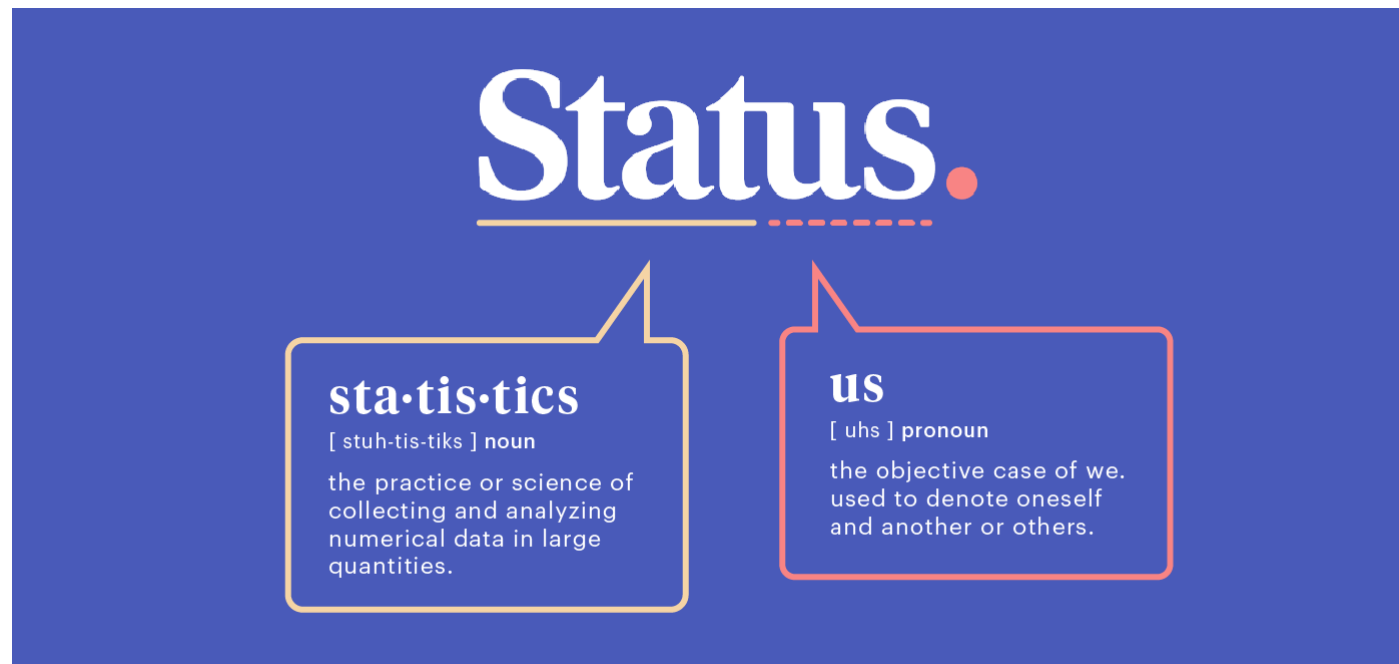 Status.
sta·tis·tics
[ stuh-tis-tiks ] noun
the practice or science of
collecting and analyzing
numerical data in large
quantities.
us
[ uhs ] pronoun
the objective case of we.
used to denote oneself
and another or others.